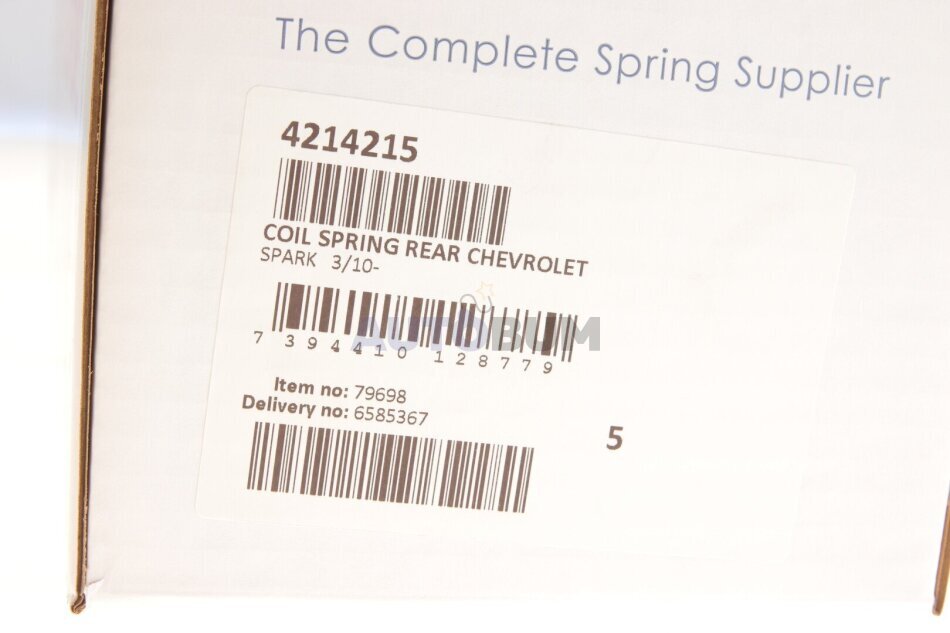 The Complete Spring Supplier
4214215
COIL SPRING REAR CHEVROLET
SPARK 3/10-
AUTOBUM
7 394410 128779
Item no: 79698
Delivery no: 6585367
5